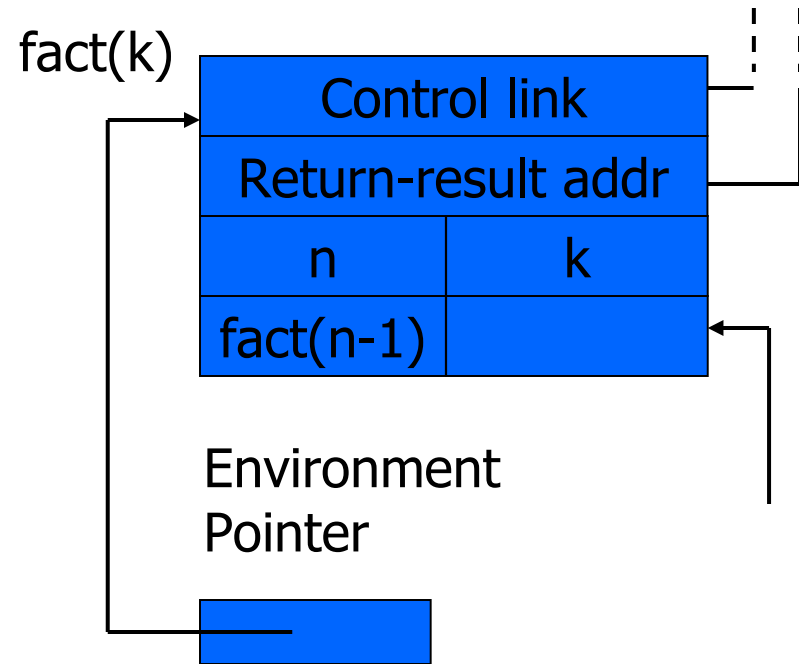 fact(k)
Control link
Return-result addr
n k
fact(n-1)
Environment
Pointer